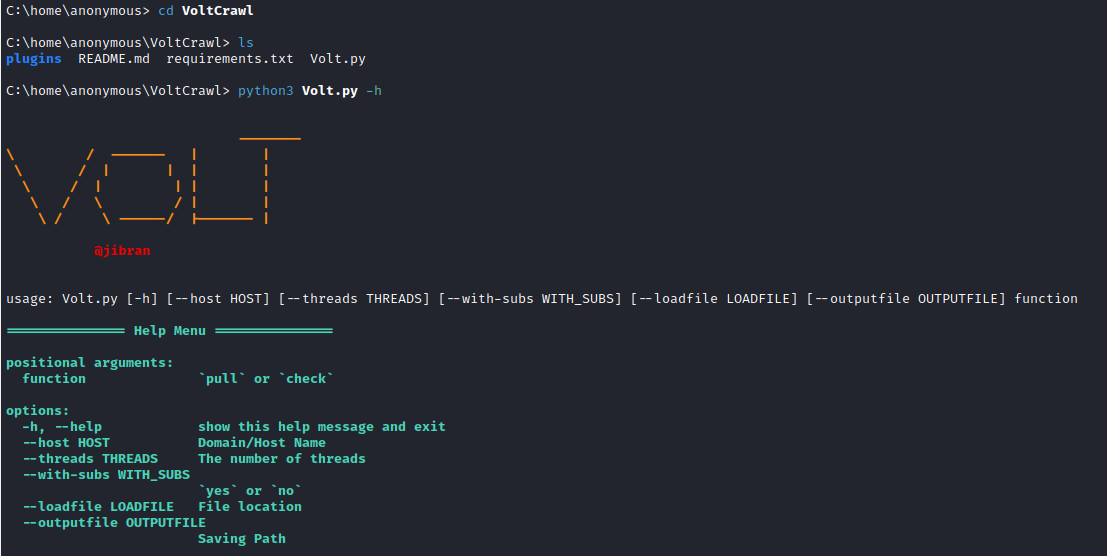 C:\home\anonymous> cd VoltCrawl
C:\home\anonymous\VoltCrawl> ls
plugins  README.md  requirements.txt  Volt.py
C:\home\anonymous\VoltCrawl> python3 Volt.py -h
VOLT
@jibran
usage: Volt.py [-h] [--host HOST] [--threads THREADS] [--with-subs WITH_SUBS] [--loadfile LOADFILE] [--outputfile OUTPUTFILE] function
=============== Help Menu ===============
positional arguments:
  function              `pull` or `check`
options:
  -h, --help            show this help message and exit
  --host HOST           Domain/Host Name
  --threads THREADS     The number of threads
  --with-subs WITH_SUBS
                        `yes` or `no`
  --loadfile LOADFILE   File location
  --outputfile OUTPUTFILE
                        Saving Path